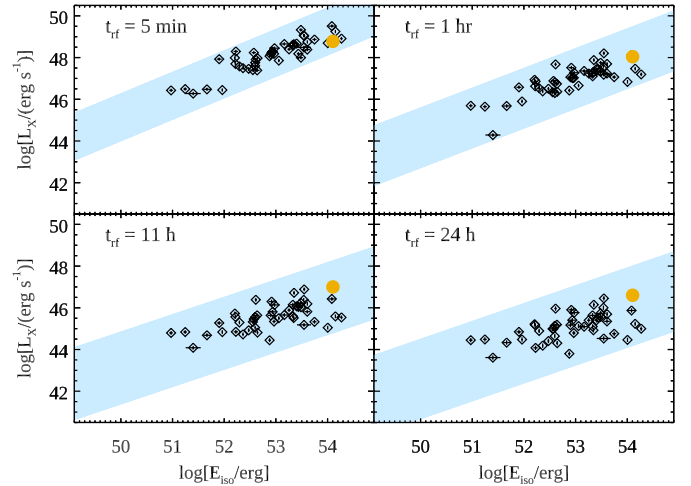 t_rf = 5 min
t_rf = 1 hr
50
48
46
44
42
log[L_X/(erg s^-1)]
t_rf = 11 h
t_rf = 24 h
50
48
46
44
42
log[L_X/(erg s^-1)]
50 51 52 53 54
50 51 52 53 54
log[E_iso/erg]
log[E_iso/erg]